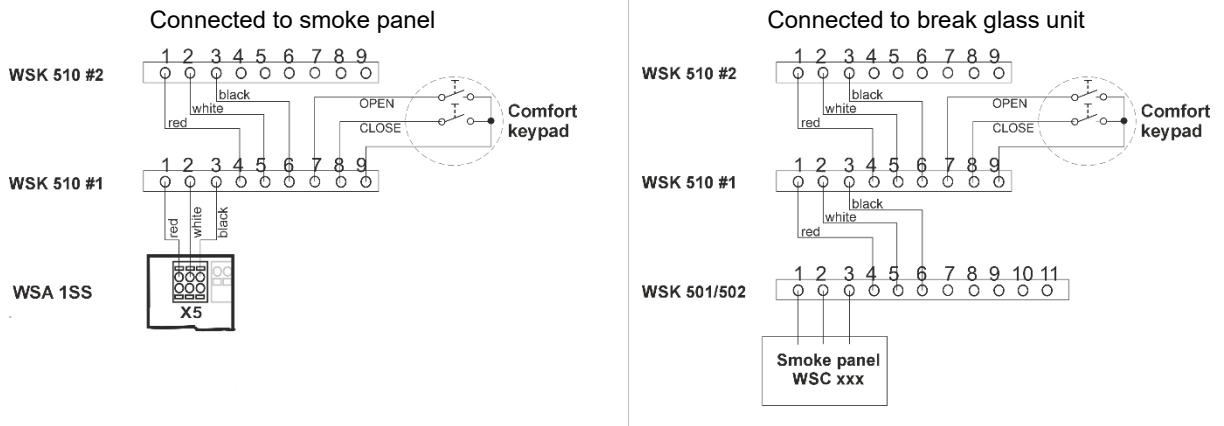 Connected to smoke panel
1 2 3 4 5 6 7 8 9
WSK 510 #2
black
white
red
OPEN
CLOSE
Comfort
keypad
1 2 3 4 5 6 7 8 9
WSK 510 #1
red
white
black
WSA 1SS
X5
Connected to break glass unit
1 2 3 4 5 6 7 8 9
WSK 510 #2
black
white
red
OPEN
CLOSE
Comfort
keypad
1 2 3 4 5 6 7 8 9
WSK 510 #1
black
white
red
1 2 3 4 5 6 7 8 9 10 11
WSK 501/502
Smoke panel
WSC xxx